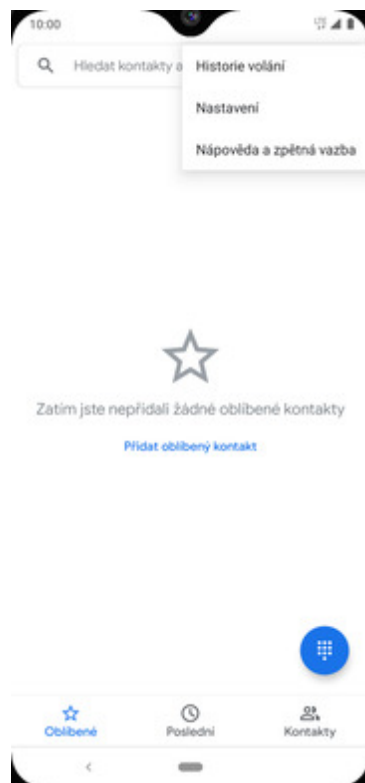 10:00
LTE
Hledat kontakty a
Historie volání
Nastavení
Nápověda a zpětná vazba
Zatím jste nepřidali žádné oblíbené kontakty
Přidat oblíbený kontakt
Oblíbené
Poslední
Kontakty